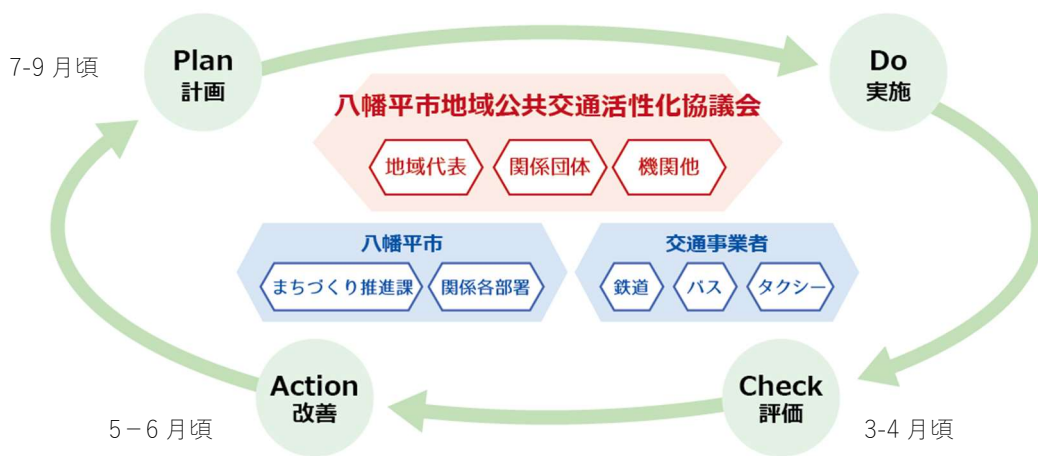 7-9 月頃
Plan
計画
Do
実施
八幡平市地域公共交通活性化協議会
地域代表
関係団体
機関他
八幡平市
まちづくり推進課
関係各部署
交通事業者
鉄道
バス
タクシー
Action
改善
Check
評価
5－6 月頃
3-4 月頃